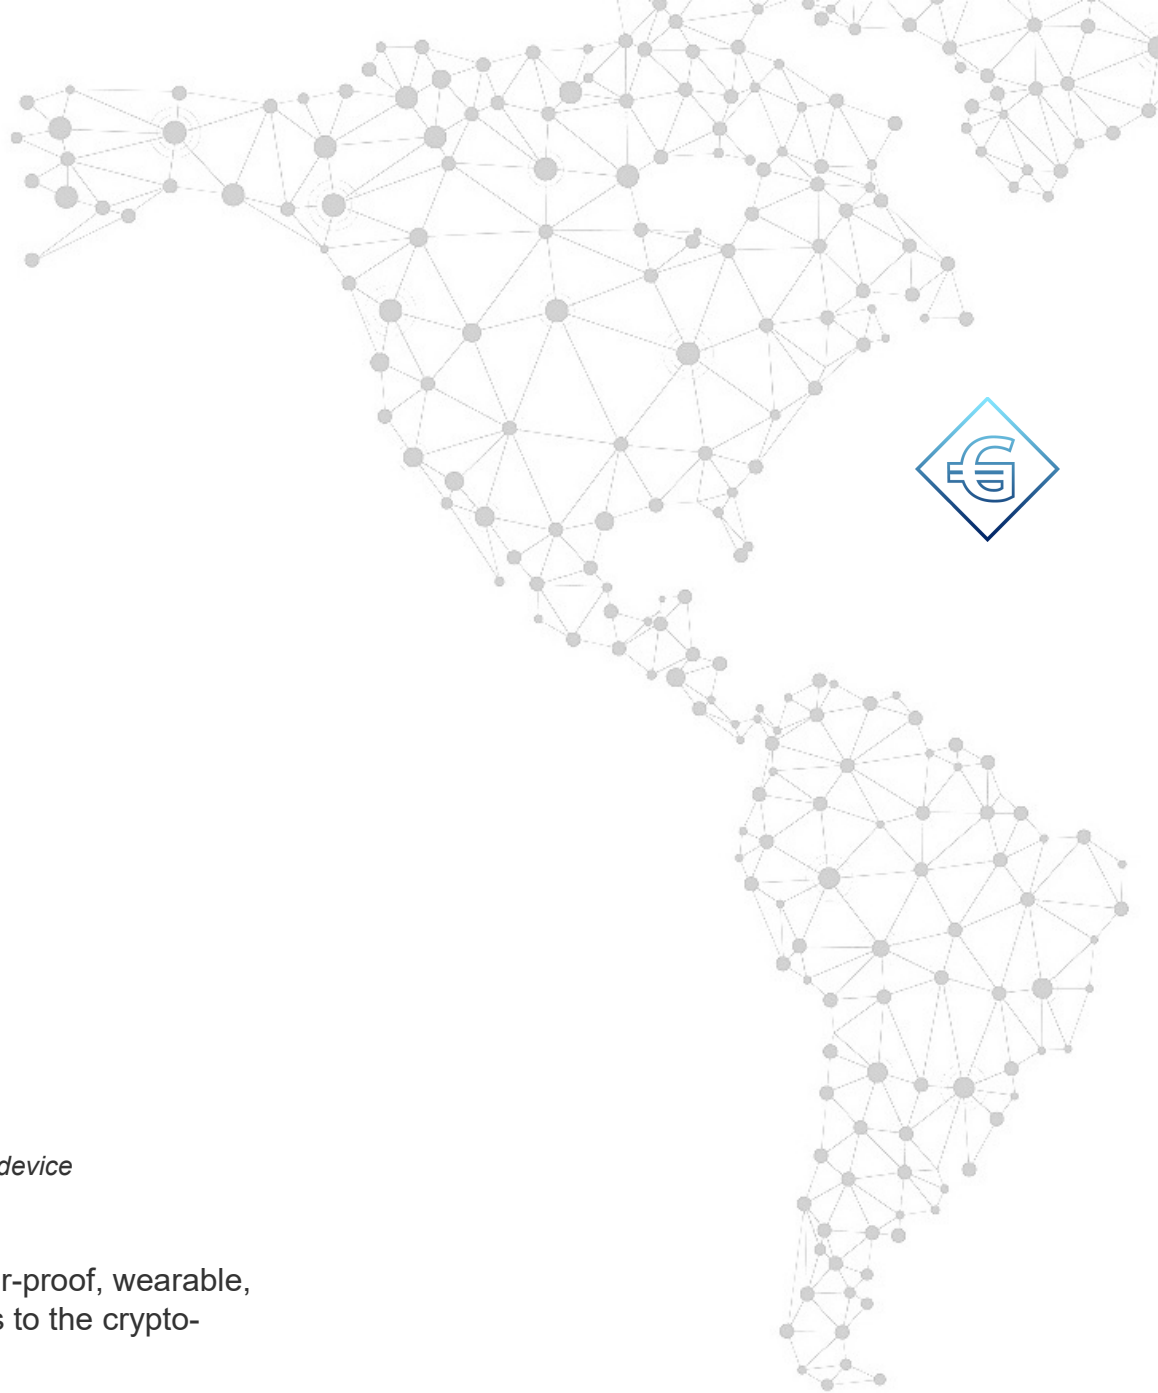 device
r-proof, wearable,
s to the crypto-